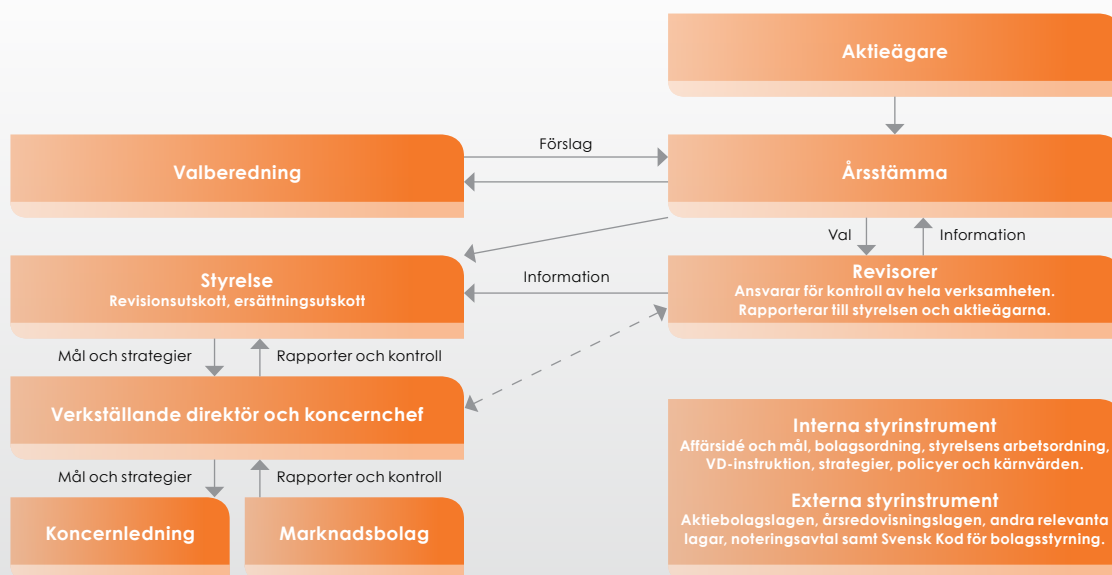 Aktieägare
Valberedning
Förslag
Årsstämma
Val
Information
Styrelse
Revisionsutskott, ersättningsutskott
Information
Revisorer
Ansvarar för kontroll av hela verksamheten.
Rapporterar till styrelsen och aktieägarna.
Mål och strategier
Rapporter och kontroll
Verkställande direktör och koncernchef
Mål och strategier
Rapporter och kontroll
Koncernledning
Marknadsbolag
Interna styrinstrument
Affärsidé och mål, bolagsordning, styrelsens arbetsordning,
VD-instruktion, strategier, policyer och kärnvärden.
Externa styrinstrument
Aktiebolagslagen, årsredovisningslagen, andra relevanta
lagar, noteringsavtal samt Svensk Kod för bolagsstyrning.